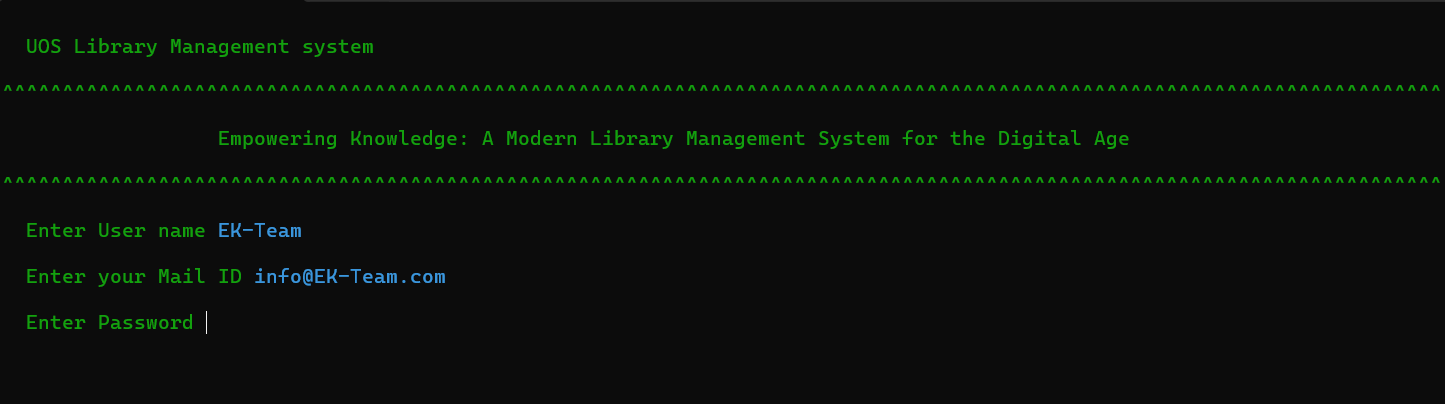 UOS Library Management system
^^^^^^^^^^^^^^^^^^^^^^^^^^^^^^^^^^^^^^^^^^^^^^^^^^^^^^^^^^^^^^^^^^^^^^^^^^^^^^^^^^^^^^^^^^^^^^^^^^^^^^^^^^^^^^^^^^^^^^^^
Empowering Knowledge: A Modern Library Management System for the Digital Age
^^^^^^^^^^^^^^^^^^^^^^^^^^^^^^^^^^^^^^^^^^^^^^^^^^^^^^^^^^^^^^^^^^^^^^^^^^^^^^^^^^^^^^^^^^^^^^^^^^^^^^^^^^^^^^^^^^^^^^^^
Enter User name EK-Team
Enter your Mail ID info@EK-Team.com
Enter Password